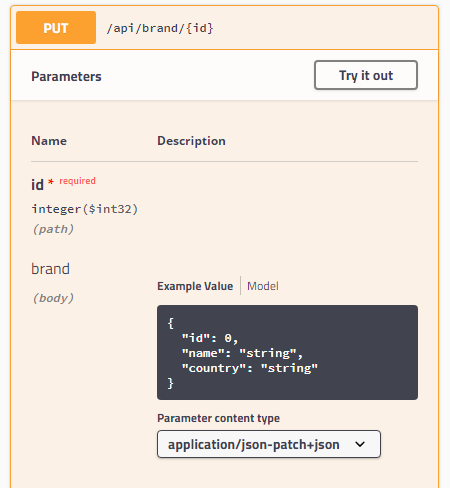 PUT /api/brand/{id}
Parameters Try it out
Name Description
id * required
integer($int32)
(path)
brand
(body)
Example Value Model
{
  "id": 0,
  "name": "string",
  "country": "string"
}
Parameter content type
application/json-patch+json